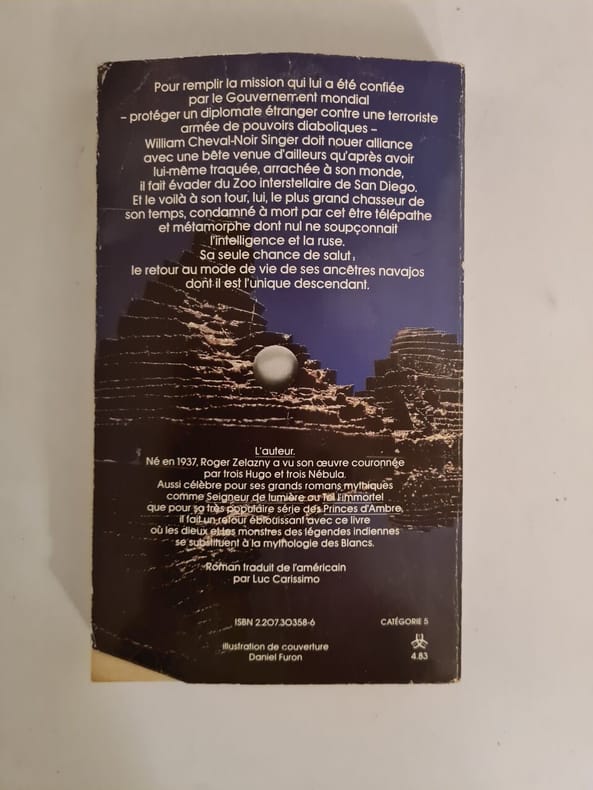 Pour remplir la mission qui lui a été confiée
par le Gouvernement mondial
– protéger un diplomate étranger contre une terroriste
armée de pouvoirs diaboliques –
William Cheval-Noir Singer doit nouer alliance
avec une bête venue d'ailleurs qu'après avoir
lui-même traquée, arrachée à son monde,
il fait évader du Zoo interstellaire de San Diego.
Et le voilà à son tour, lui, le plus grand chasseur de
son temps, condamné à mort par cet être télépathe
et métamorphe dont nul ne soupçonnait
l'intelligence et la ruse.
Sa seule chance de salut,
le retour au mode de vie de ses ancêtres navajos
dont il est l'unique descendant.
L'auteur.
Né en 1937, Roger Zelazny a vu son œuvre couronnée
par trois Hugo et trois Nébula.
Aussi célèbre pour ses grands romans mythiques
comme Seigneur de lumière ou Toi l'immortel
que pour sa très populaire série des Princes d'Ambre,
il fait un retour éblouissant avec ce livre
où les dieux et les monstres des légendes indiennes
se substituent à la mythologie des Blancs.
Roman traduit de l'américain
par Luc Carissimo
ISBN 2.207.30358-6
CATÉGORIE 5
Illustration de couverture
Daniel Furon
4.83